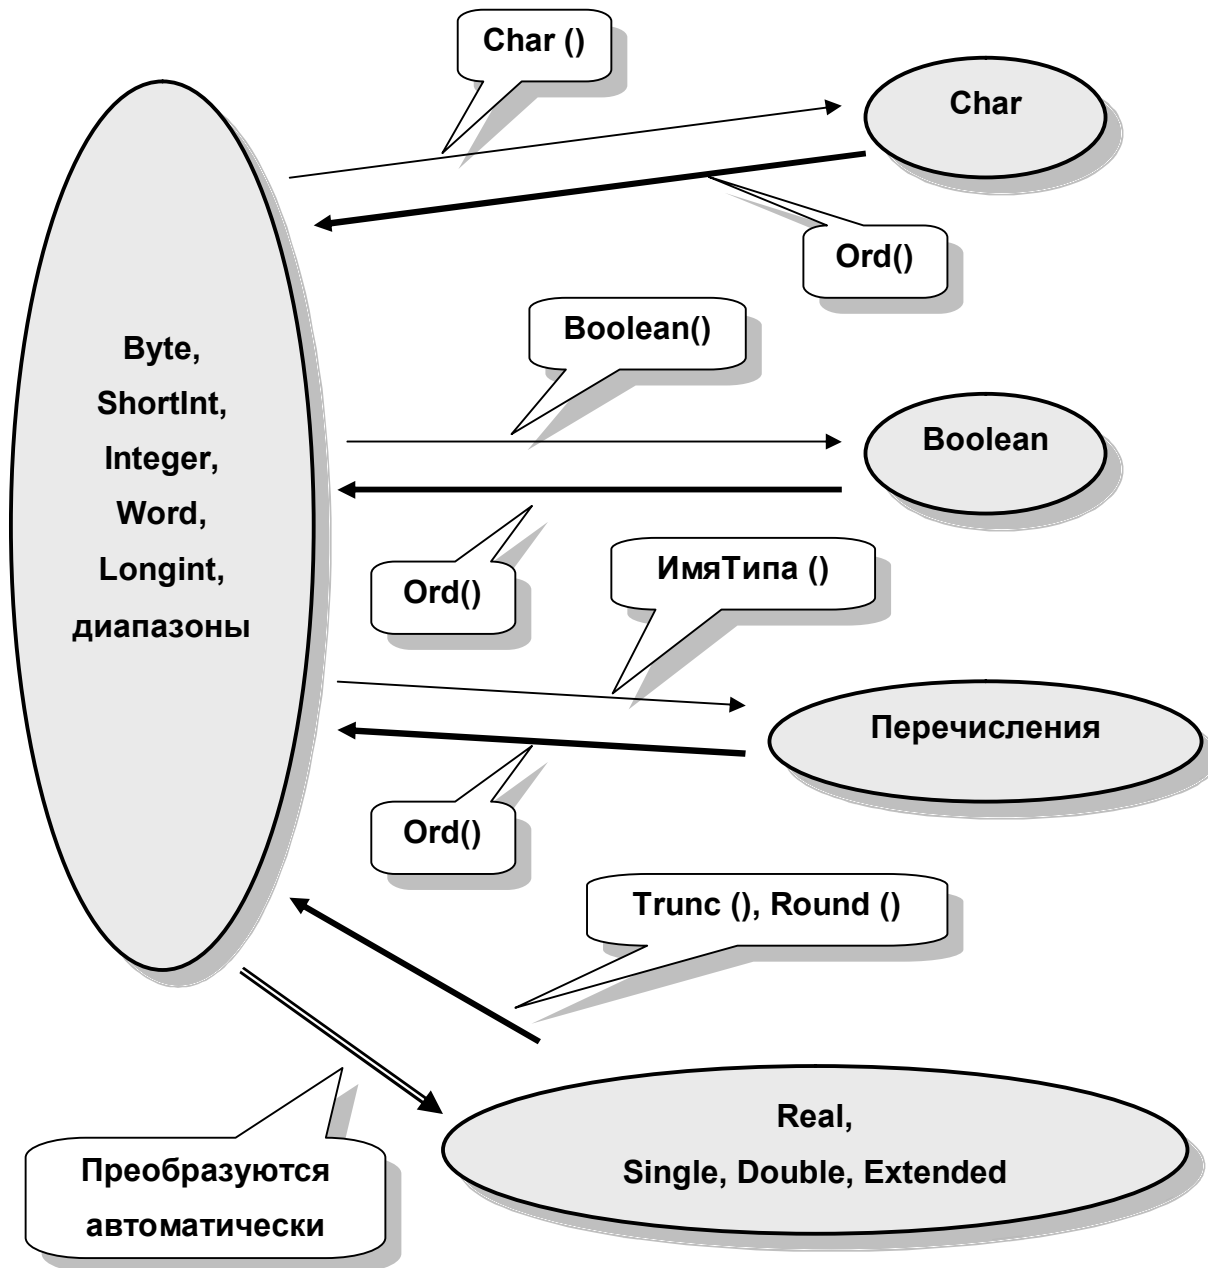 Char ()
Char
Ord()
Boolean()
Byte,
ShortInt,
Integer,
Word,
Longint,
диапазоны
Boolean
Ord()
ИмяТипа ()
Перечисления
Ord()
Trunc (), Round ()
Real,
Single, Double, Extended
Преобразуются
автоматически